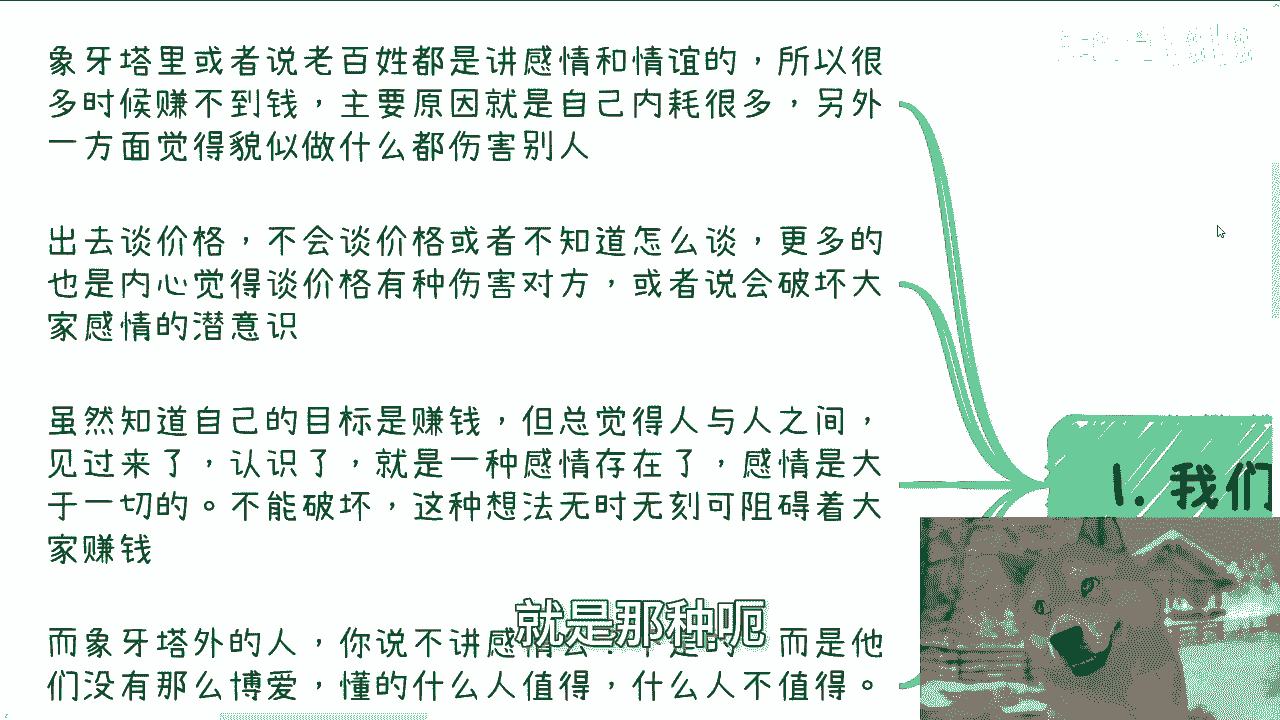 象牙塔里或者说老百姓都是讲感情和情谊的，所以很
多时候赚不到钱，主要原因就是自己内耗很多，另外
一方面觉得貌似做什么都伤害别人
出去谈价格，不会谈价格或者不知道怎么谈，更多的
也是内心觉得谈价格有种伤害对方，或者说会破坏大
家感情的潜意识
虽然知道自己的目标是赚钱，但总觉得人与人之间，
见过来了，认识了，就是一种感情存在了，感情是大
于一切的。不能破坏，这种想法无时无刻可阻碍着大
家赚钱
1. 我们
而象牙塔外的人，你说不讲感情 而是他
们没有那么博爱，懂的什么人值得，什么人不值得。
就是那种呃